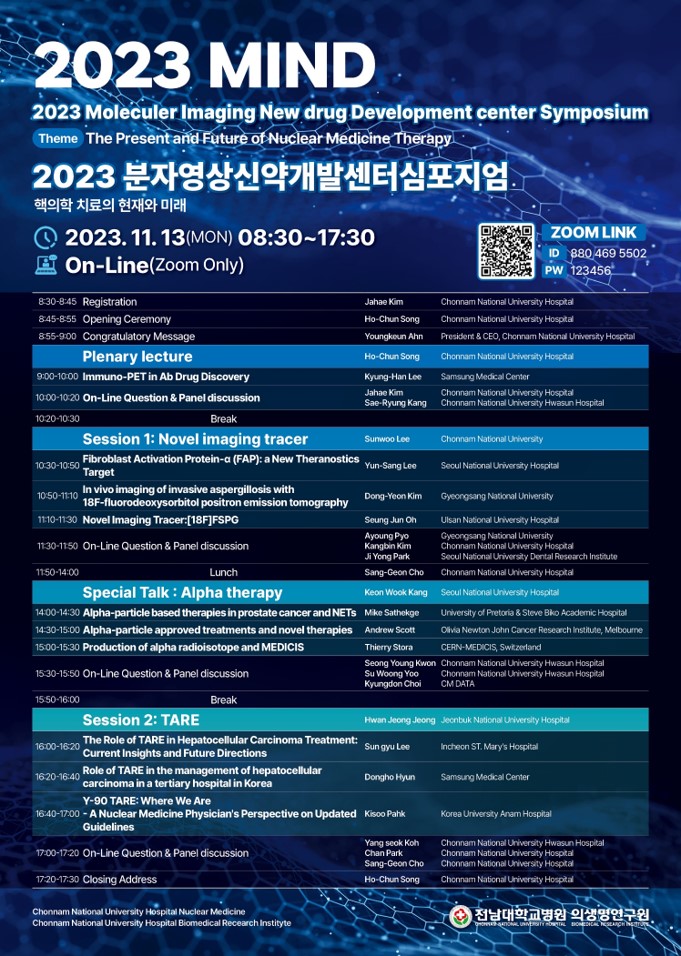 2023 MIND
2023 Moleculer Imaging New drug Development center Symposium
Theme The Present and Future of Nuclear Medicine Therapy
2023 분자영상신약개발센터심포지엄
핵의학 치료의 현재와 미래
2023. 11. 13(MON) 08:30~17:30
On-Line(Zoom Only)
ZOOM LINK
ID 880 469 5502
PW 123456
8:30-8:45 Registration Jahae Kim Chonnam National University Hospital
8:45-8:55 Opening Ceremony Ho-Chun Song Chonnam National University Hospital
8:55-9:00 Congratulatory Message Youngkeun Ahn President & CEO, Chonnam National University Hospital
Plenary lecture Ho-Chun Song Chonnam National University Hospital
9:00-10:00 Immuno-PET in Ab Drug Discovery Kyung-Han Lee Samsung Medical Center
10:00-10:20 On-Line Question & Panel discussion Jahae Kim Chonnam National University Hospital
Sae-Ryung Kang Chonnam National University Hwasun Hospital
10:20-10:30 Break
Session 1: Novel imaging tracer Sunwoo Lee Chonnam National University
10:30-10:50 Fibroblast Activation Protein-α (FAP): a New Theranostics
Target Yun-Sang Lee Seoul National University Hospital
10:50-11:10 In vivo imaging of invasive aspergillosis with
18F-fluorodeoxysorbitol positron emission tomography Dong-Yeon Kim Gyeongsang National University
11:10-11:30 Novel Imaging Tracer:[18F]FSPG Seung Jun Oh Ulsan National University Hospital
11:30-11:50 On-Line Question & Panel discussion Ayoung Pyo Gyeongsang National University
Kangbin Kim Chonnam National University Hospital
Ji Yong Park Seoul National University Dental Research Institute
11:50-14:00 Lunch Sang-Geon Cho Chonnam National University Hospital
Special Talk : Alpha therapy Keon Wook Kang Seoul National University Hospital
14:00-14:30 Alpha-particle based therapies in prostate cancer and NETs Mike Sathekge University of Pretoria & Steve Biko Academic Hospital
14:30-15:00 Alpha-particle approved treatments and novel therapies Andrew Scott Olivia Newton John Cancer Research Institute, Melbourne
15:00-15:30 Production of alpha radioisotope and MEDICIS Thierry Stora CERN-MEDICIS, Switzerland
15:30-15:50 On-Line Question & Panel discussion Seong Young Kwon Chonnam National University Hwasun Hospital
Su Woong Yoo Chonnam National University Hwasun Hospital
Kyungdon Choi CM DATA
15:50-16:00 Break
Session 2: TARE Hwan Jeong Jeong Jeonbuk National University Hospital
16:00-16:20 The Role of TARE in Hepatocellular Carcinoma Treatment:
Current Insights and Future Directions Sun gyu Lee Incheon ST. Mary's Hospital
16:20-16:40 Role of TARE in the management of hepatocellular
carcinoma in a tertiary hospital in Korea Dongho Hyun Samsung Medical Center
Y-90 TARE: Where We Are
16:40-17:00 - A Nuclear Medicine Physician's Perspective on Updated Kisoo Pahk Korea University Anam Hospital
Guidelines
17:00-17:20 On-Line Question & Panel discussion Yang seok Koh Chonnam National University Hwasun Hospital
Chan Park Chonnam National University Hospital
Sang-Geon Cho Chonnam National University Hospital
17:20-17:30 Closing Address Ho-Chun Song Chonnam National University Hospital
Chonnam National University Hospital Nuclear Medicine
Chonnam National University Hospital Biomedical Research Instityte
전남대학교병원 의생명연구원
CHONNAM NATIONAL UNIVERSITY HOSPITAL BIOMEDICAL RESEARCH INSTITUTE